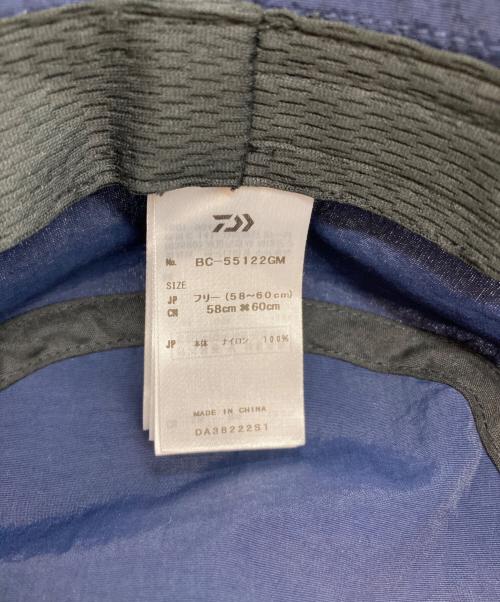 No. BC-55122GM
SIZE
JP フリー (58~60cm)
CN 58cm✖60cm
JP 本体 ナイロン 100%
MADE IN CHINA
DA38222S1